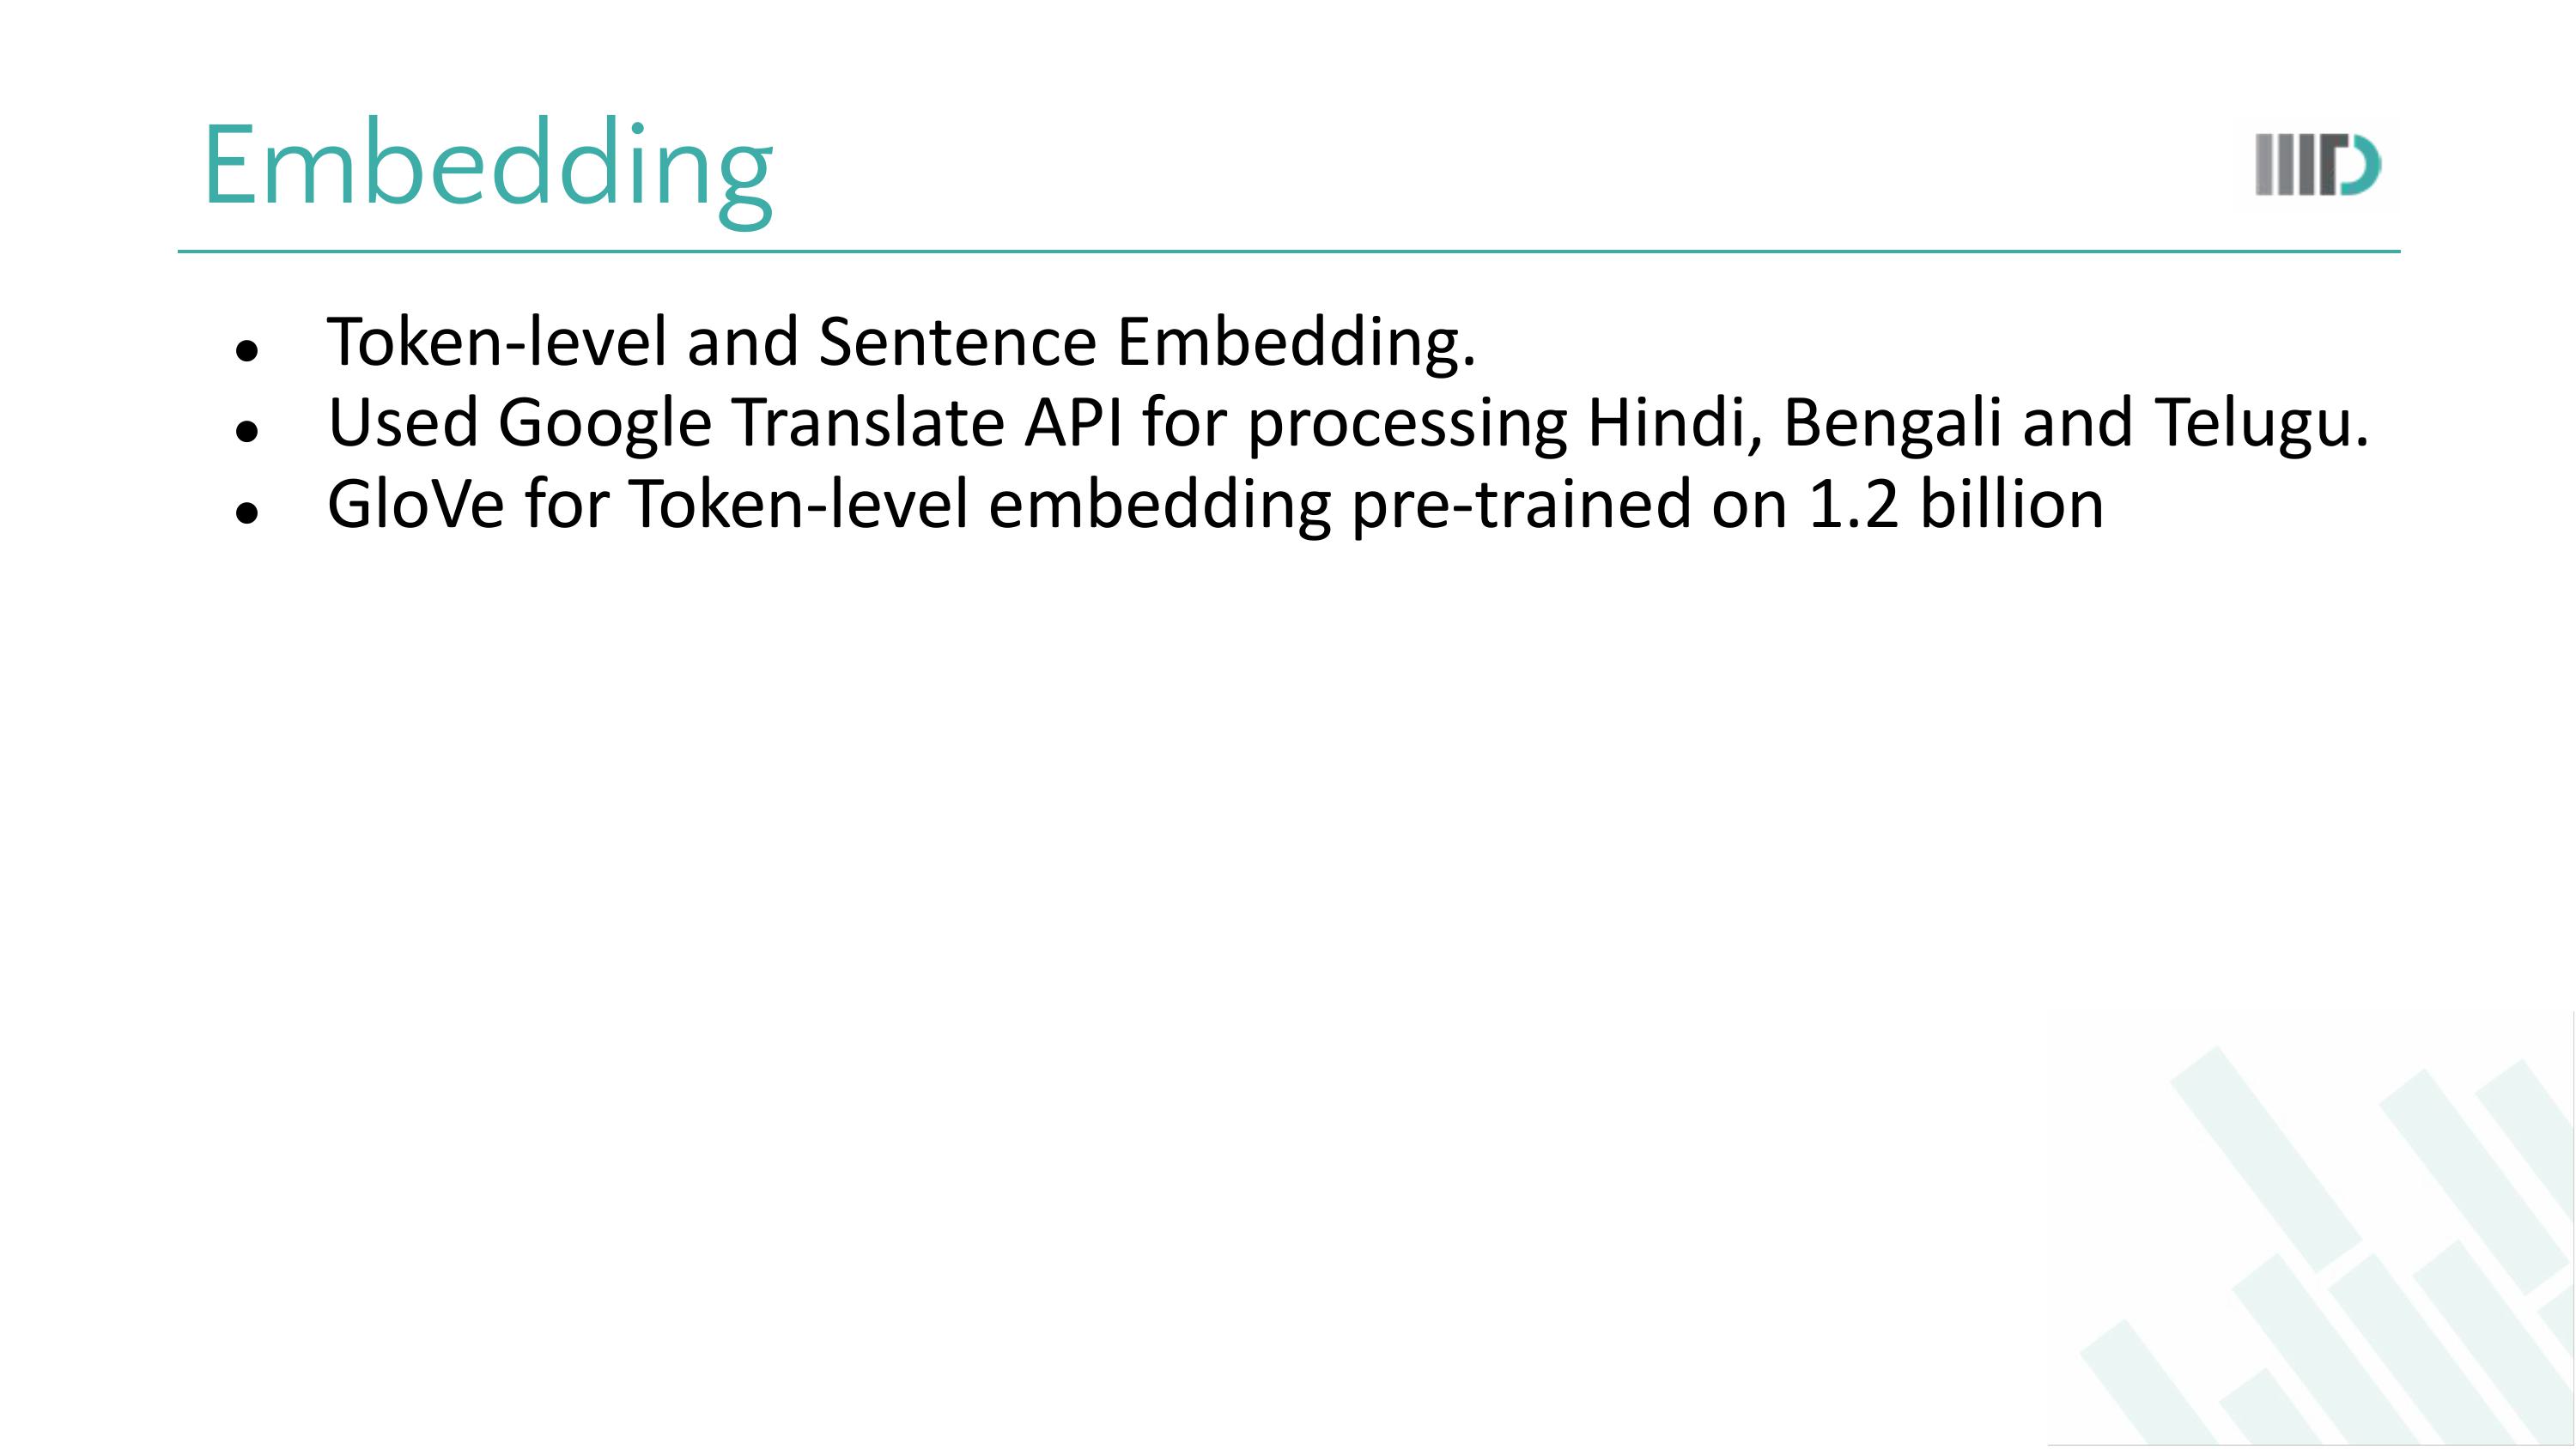 Embedding
IIITD
● Token-level and Sentence Embedding.
● Used Google Translate API for processing Hindi, Bengali and Telugu.
● GloVe for Token-level embedding pre-trained on 1.2 billion